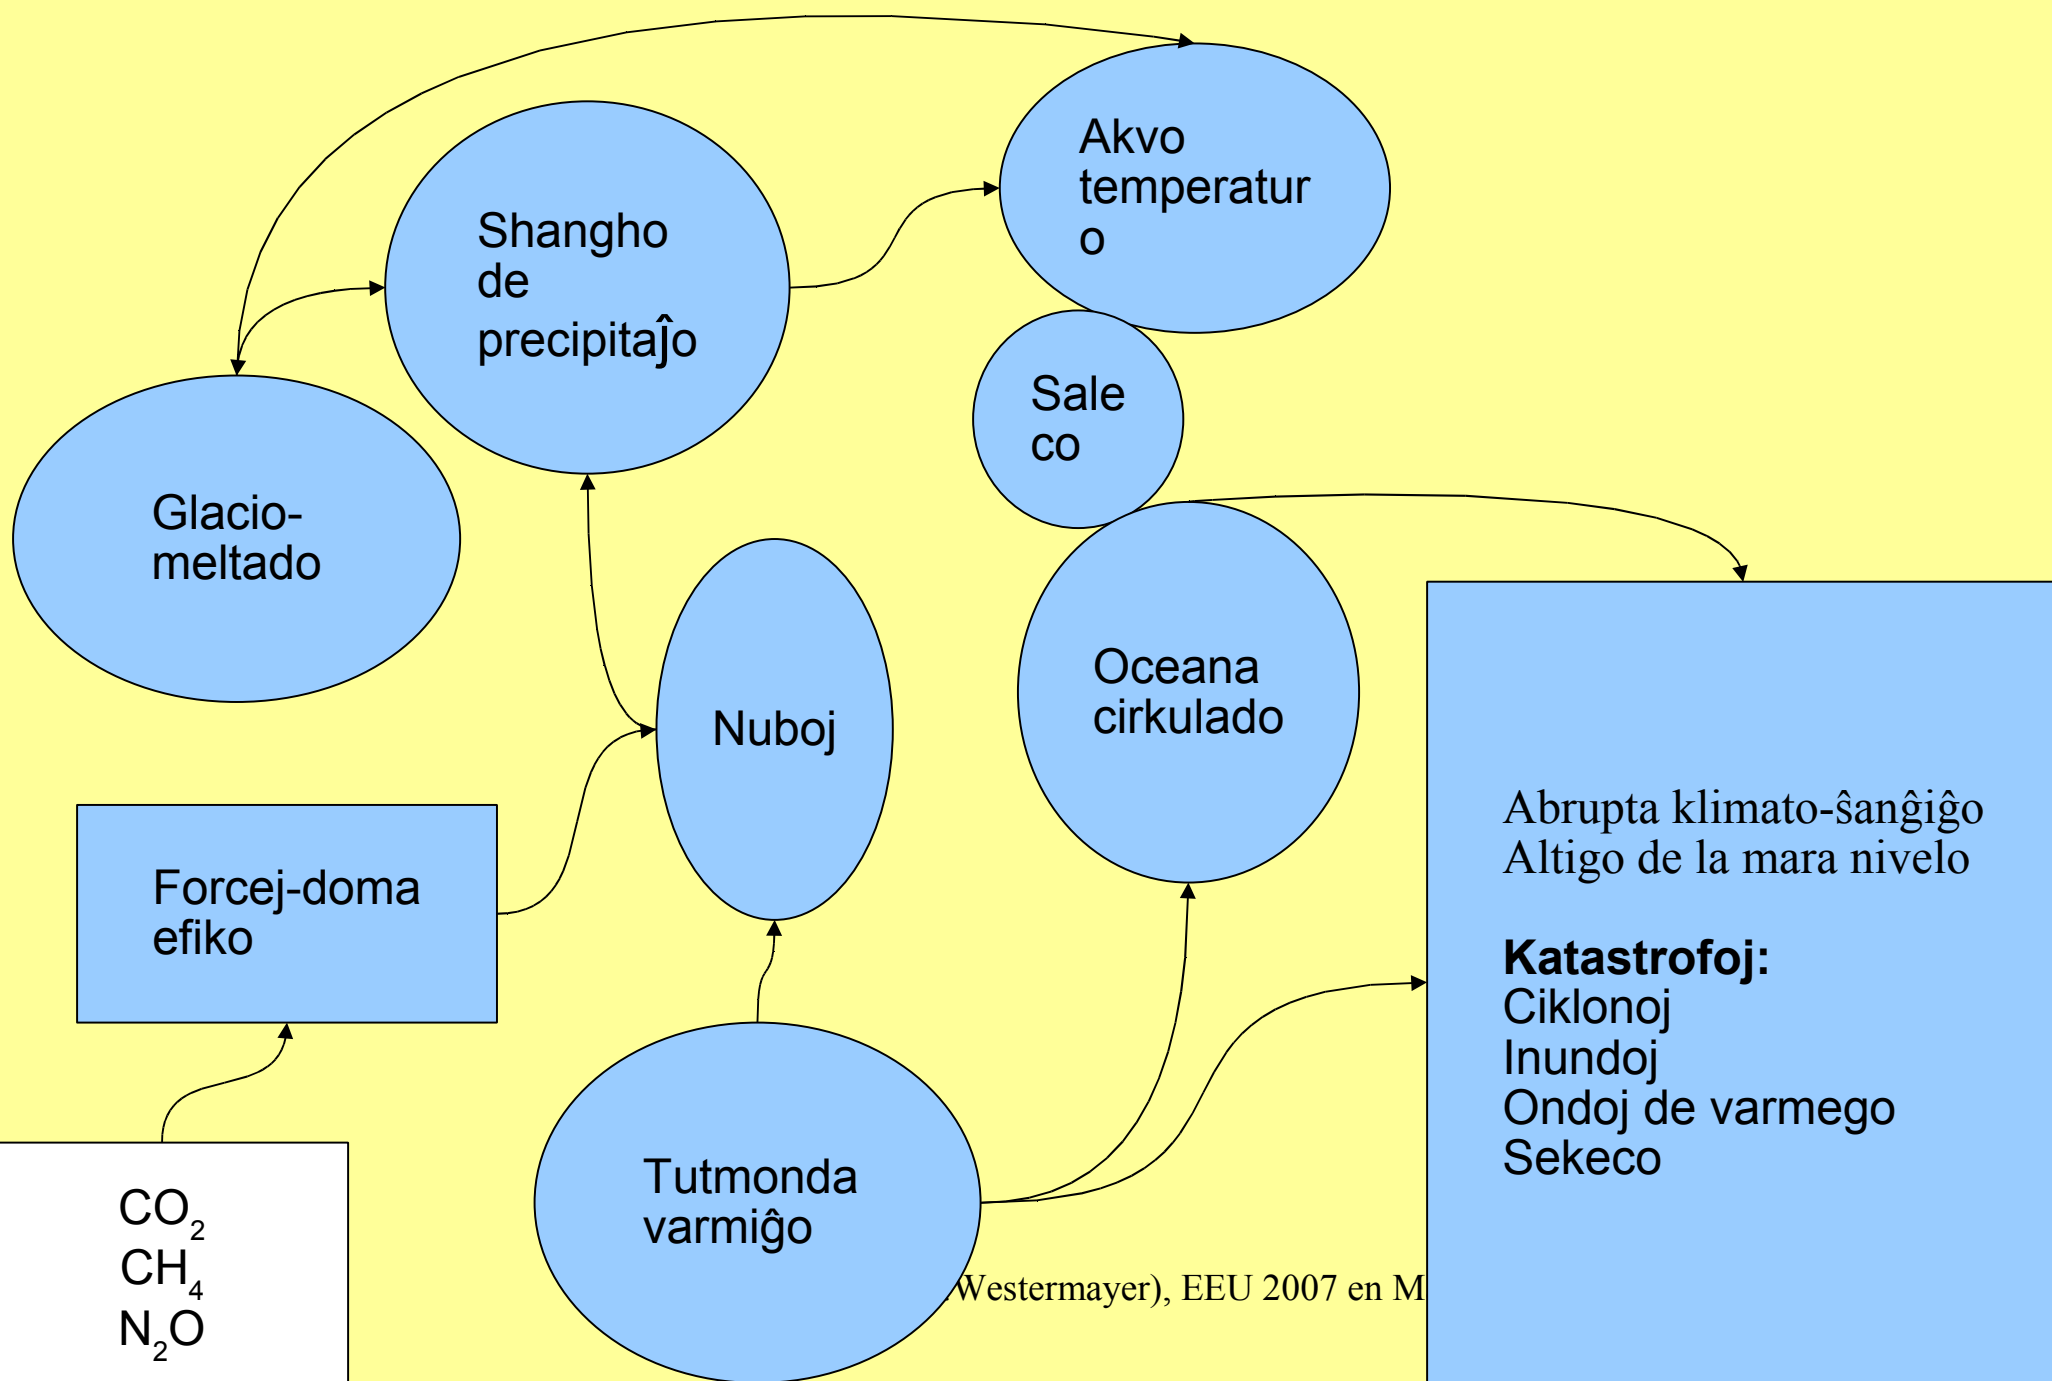 Akvo
temperatur
o
Shangho
de
precipitaĵo
Sale
co
Glacio-
meltado
Oceana
cirkulado
Nuboj
Abrupta klimato-ŝanĝiĝo
Altigo de la mara nivelo
Katastrofoj:
Ciklonoj
Inundoj
Ondoj de varmego
Sekeco
Forcej-doma
efiko
Tutmonda
varmiĝo
CO₂
CH₄
N₂O
Westermayer), EEU 2007 en M